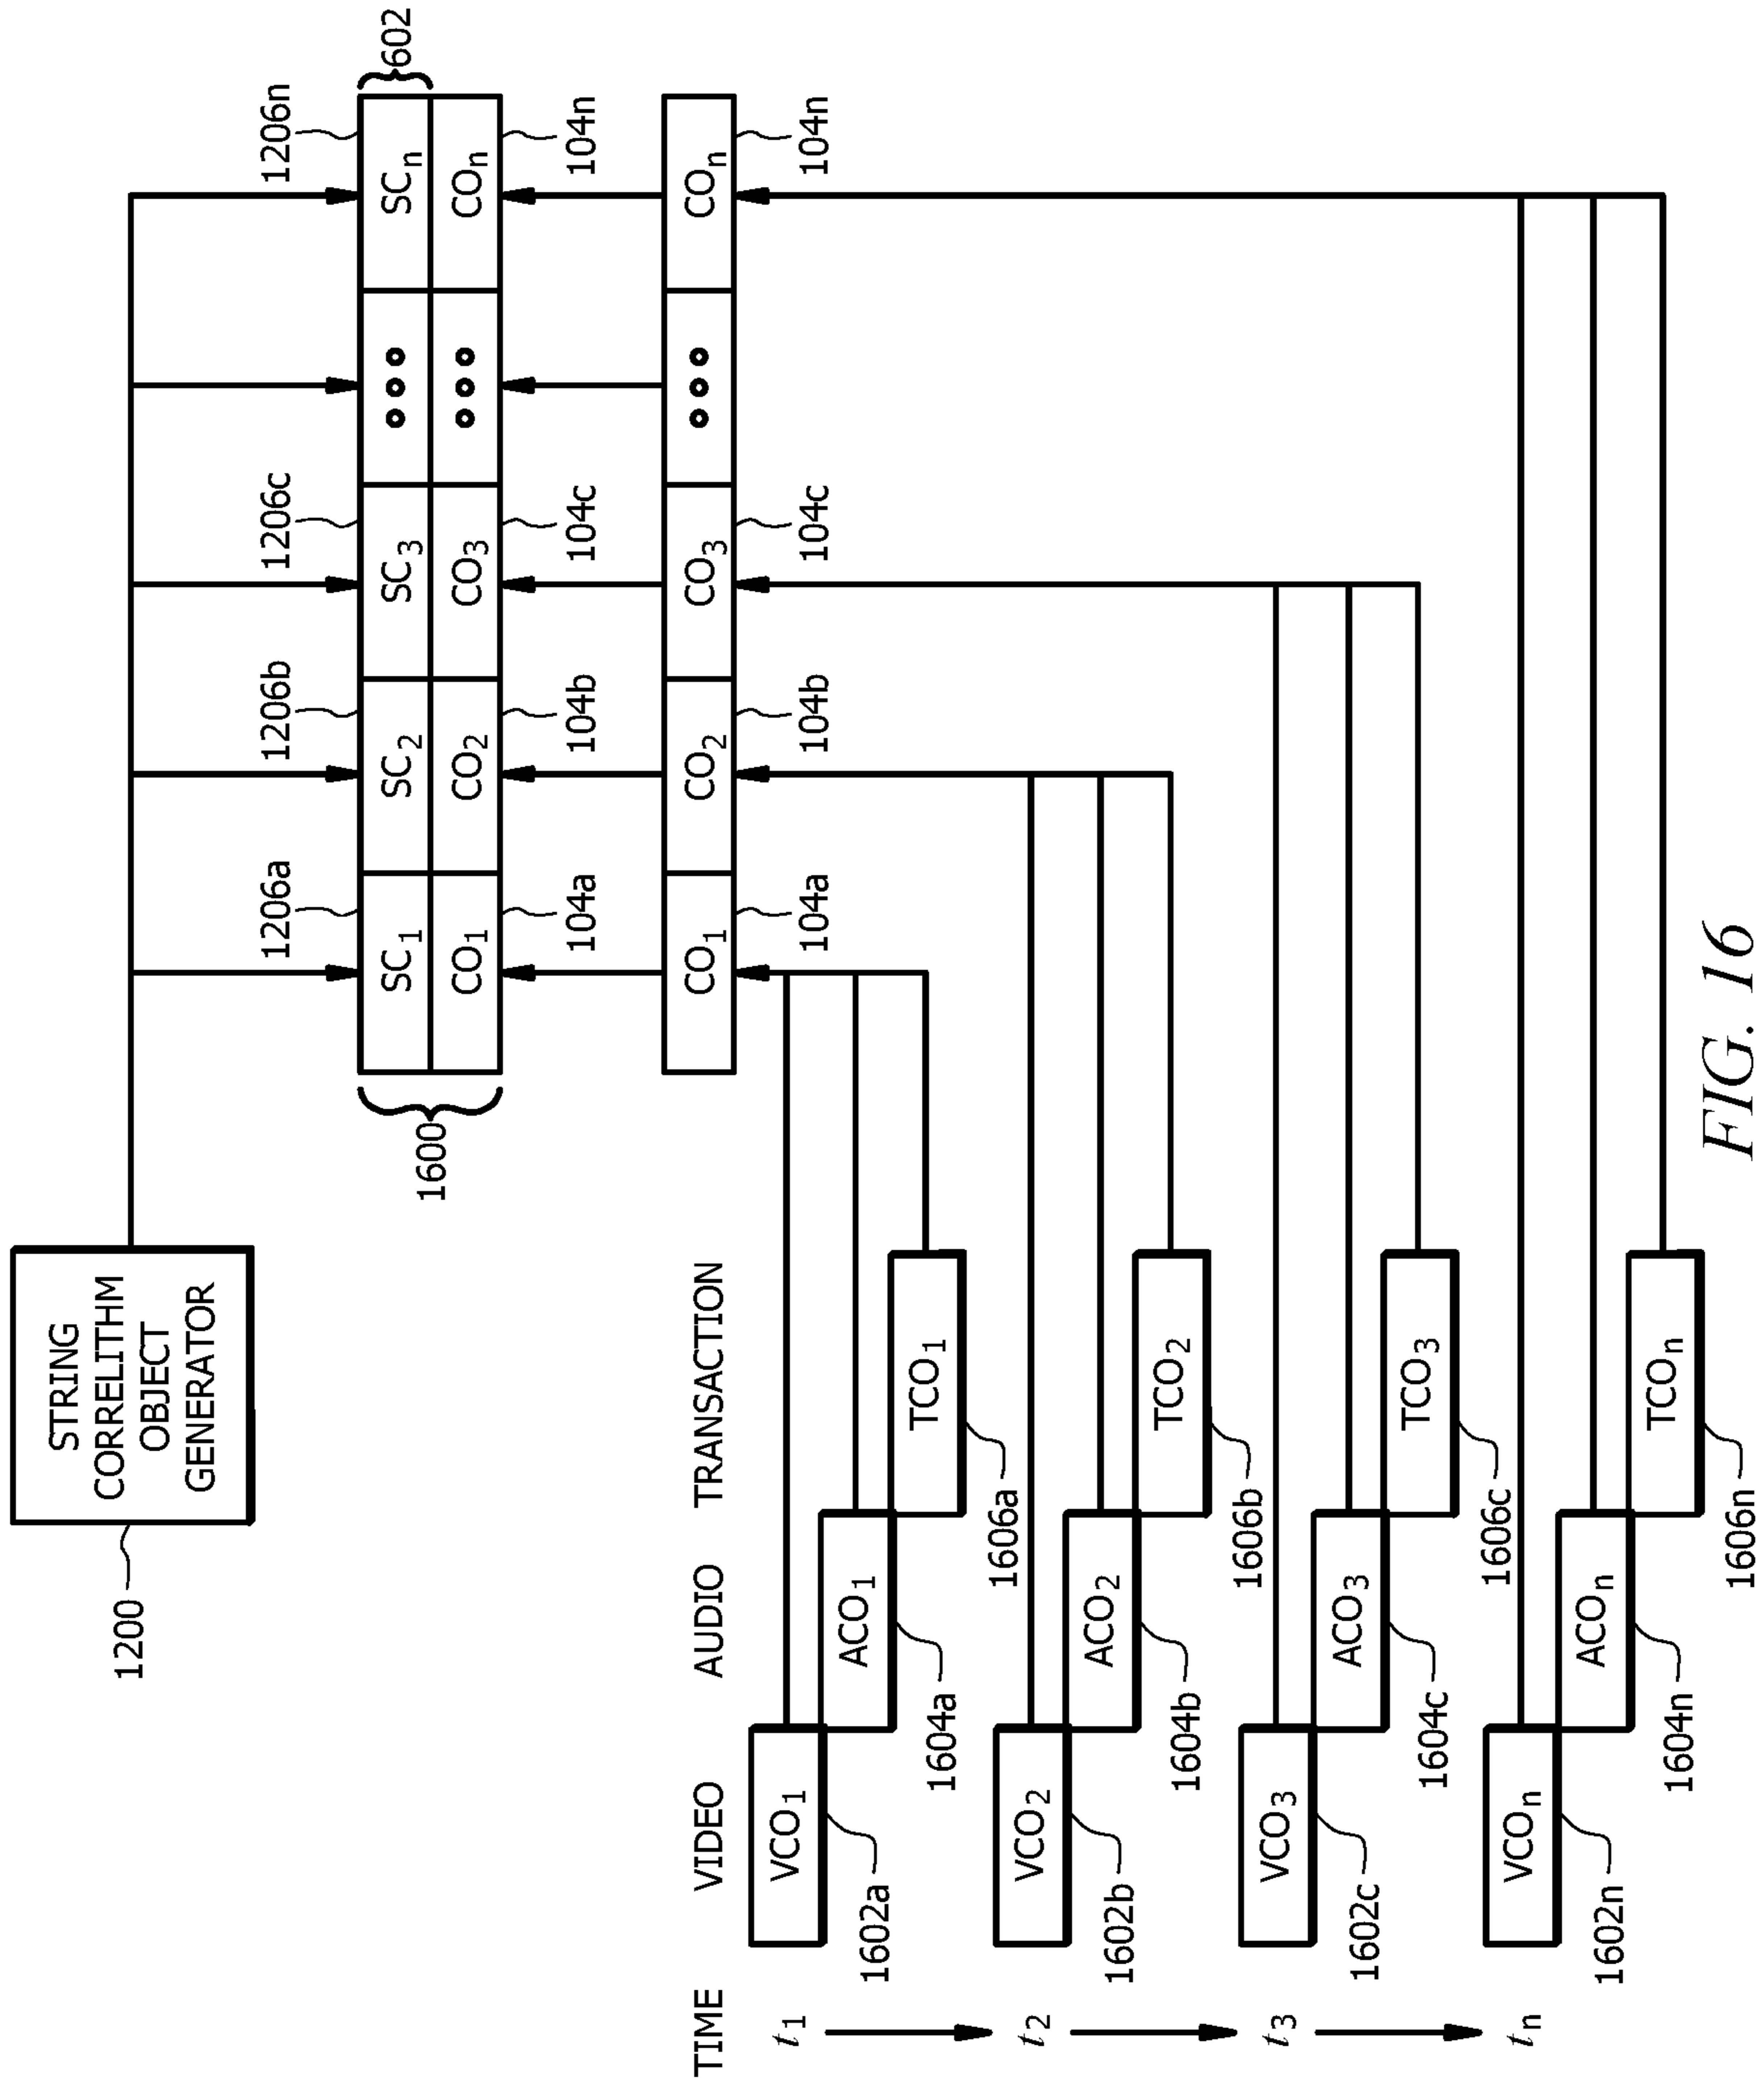 STRING
CORRELITHM
OBJECT
GENERATOR
1200
1206a 1206b 1206c 1206n
602
SC1 SC2 SC3 SCn
CO1 CO2 CO3 COn
1600
104a 104b 104c 104n
CO1 CO2 CO3 COn
104a 104b 104c 104n
TIME VIDEO AUDIO TRANSACTION
t1 VCO1 ACO1 TCO1
1602a 1604a 1606a
t2 VCO2 ACO2 TCO2
1602b 1604b 1606b
t3 VCO3 ACO3 TCO3
1602c 1604c 1606c
tn VCOn ACOn TCOn
1602n 1604n 1606n
FIG. 16